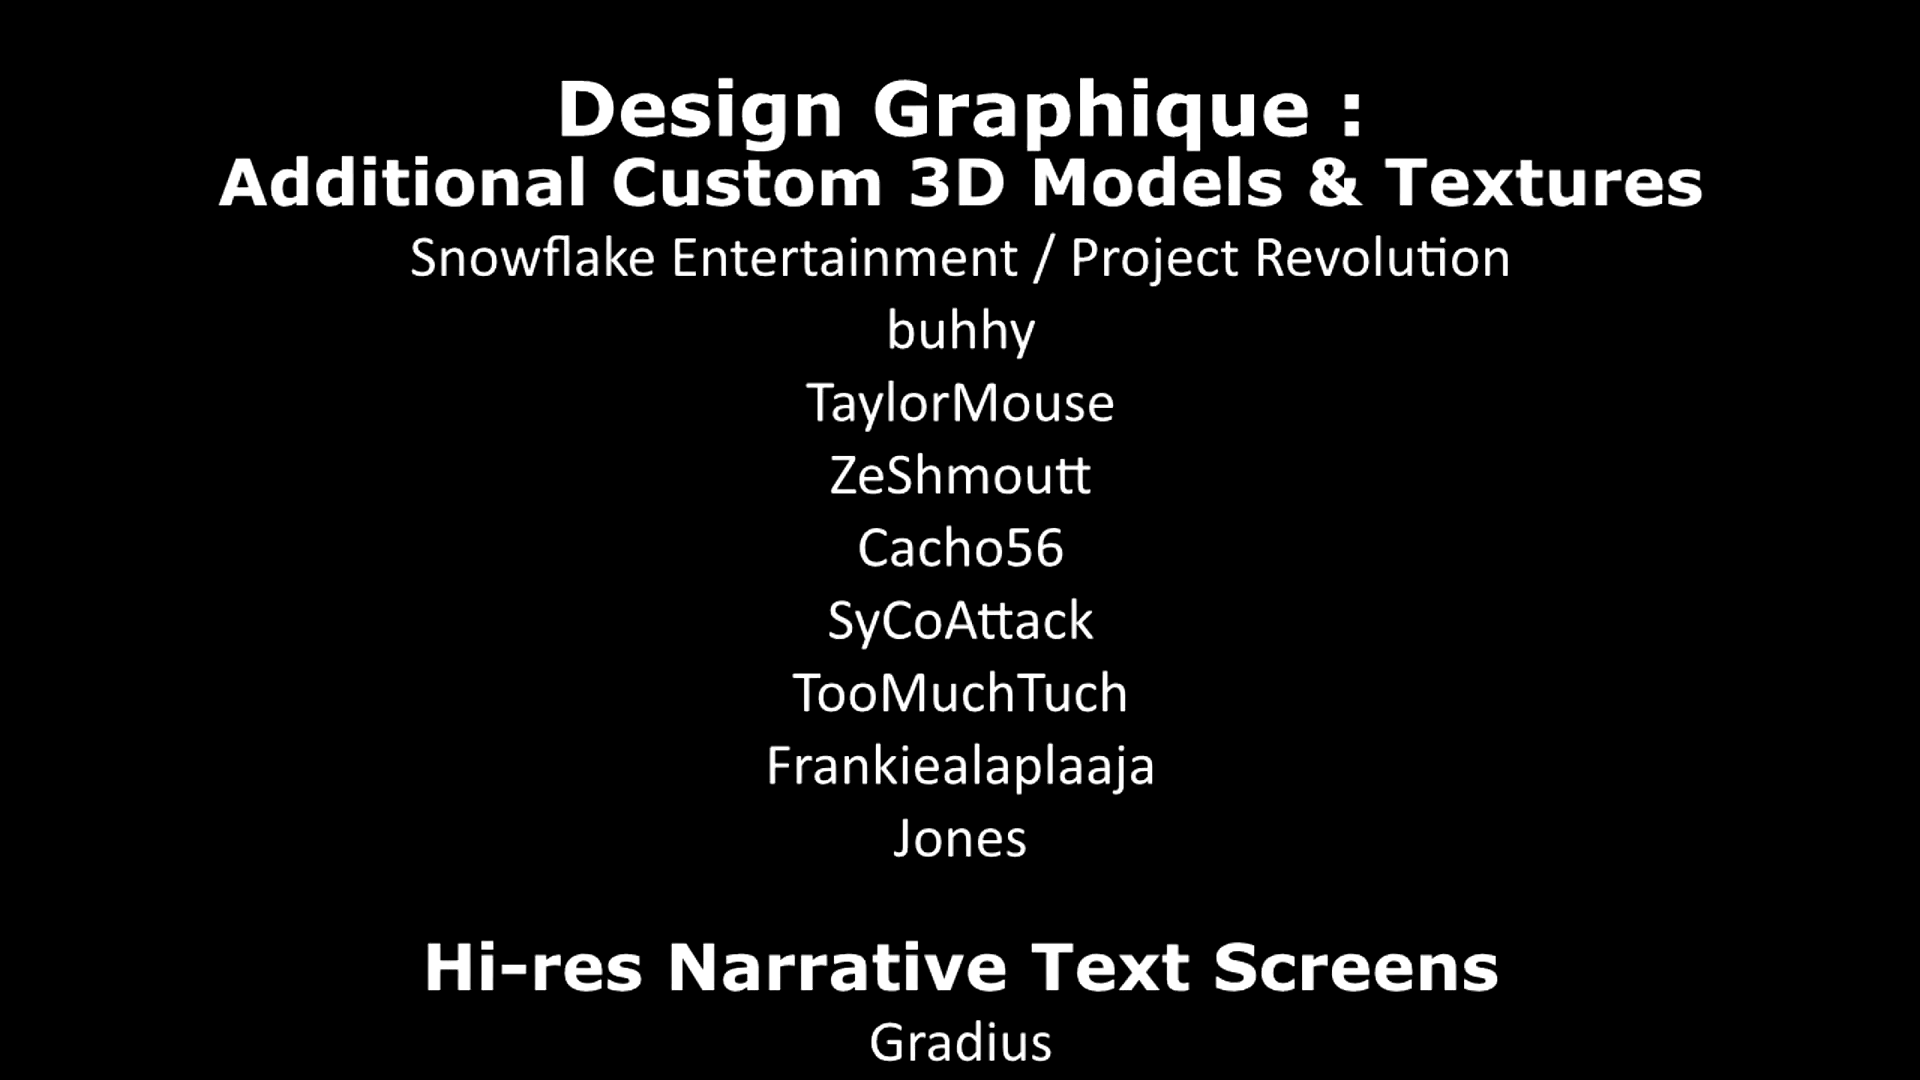 Design Graphique :
Additional Custom 3D Models & Textures
Snowflake Entertainment / Project Revolution
buhhy
TaylorMouse
ZeShmoutt
Cacho56
SyCoAttack
TooMuchTuch
Frankiealaplaaja
Jones
Hi-res Narrative Text Screens
Gradius